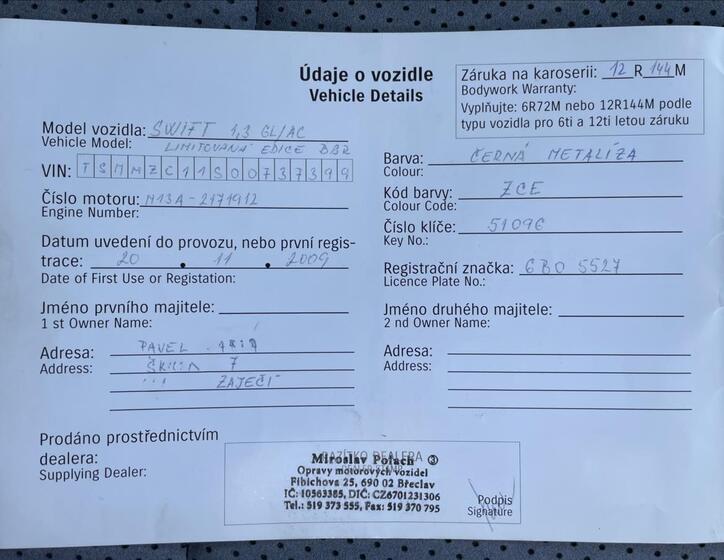 Údaje o vozidle
Vehicle Details
Záruka na karoserii: 12 R 144 M
Bodywork Warranty:
Vyplňujte: 6R72M nebo 12R144M podle
typu vozidla pro 6ti a 12ti letou záruku
Model vozidla: SWIFT 1,3 GL/AC
Vehicle Model: LIMITOVANÁ EDICE B&R
VIN: TSMMZC11S00737399
Číslo motoru: M13A-2171912
Engine Number:
Datum uvedení do provozu, nebo první regis-
trace: 20 . 11 . 2009
Date of First Use or Registration:
Jméno prvního majitele:
1 st Owner Name:
Adresa: PAVEL
Address: 7
ZAJEČÍ
Barva: ČERNÁ METALÍZA
Colour:
Kód barvy: ZCE
Colour Code:
Číslo klíče: 51096
Key No.:
Registrační značka: 6B0 5527
Licence Plate No.:
Jméno druhého majitele:
2 nd Owner Name:
Adresa:
Address:
Prodáno prostřednictvím
dealera:
Supplying Dealer:
RAZÍTKO DEALERA
Miroslav Polach ③
Opravy motorových vozidel
Fibichova 25, 690 02 Břeclav
IČ: 10563385, DIČ: CZ6701231306
Tel.: 519 373 555, Fax: 519 370 795
Podpis
Signature